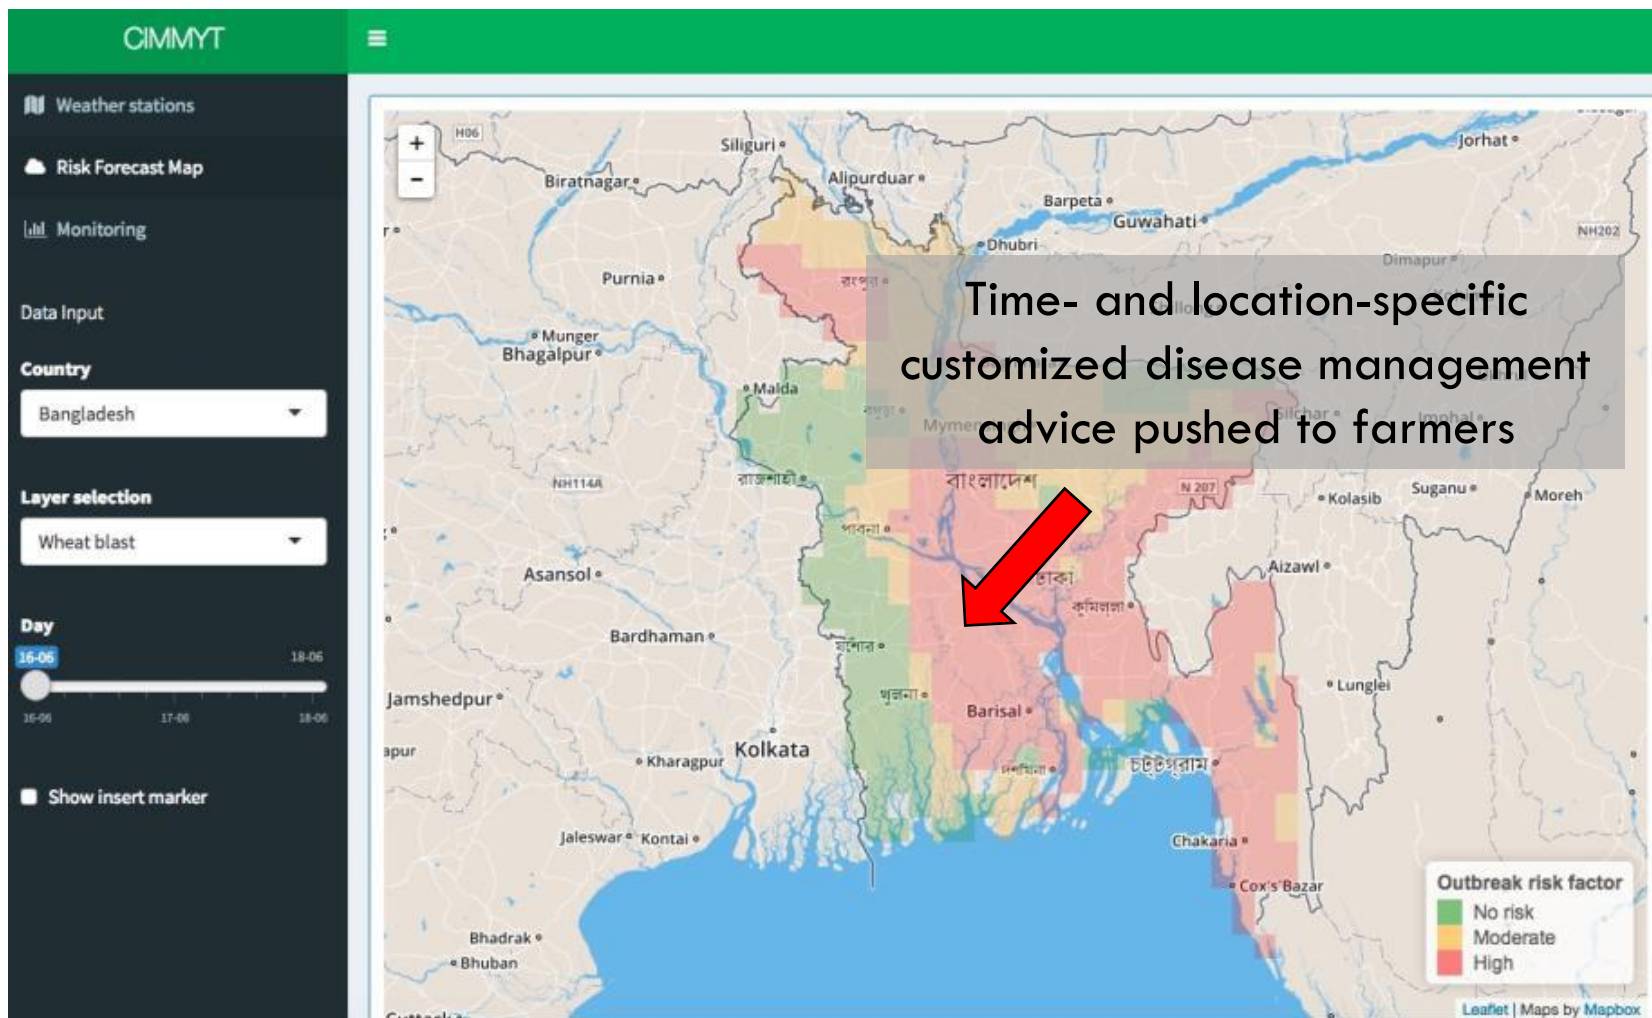 CIMMYT
Weather stations
Risk Forecast Map
Monitoring
Data Input
Country
Bangladesh
Layer selection
Wheat blast
Day
16-06
18-06
16-06
17-06
18-06
Show insert marker
+
−
H06
Siliguri
Jorhat
Biratnagar
Alipurduar
Barpeta
Guwahati
NH202
Dhubri
Dimapur
Purnia
রংপুর
Time- and location-specific
customized disease management
advice pushed to farmers
Munger
Bhagalpur
Malda
Silchar
Imphal
NH114A
রাজশাহী
বাংলাদেশ
N 207
Kolasib
Suganu
Moreh
পাবনা
Asansol
ঢাকা
Aizawl
কুমিল্লা
Bardhaman
যশোর
Jamshedpur
খুলনা
Barisal
Lunglei
Kolkata
Kharagpur
চট্টগ্রাম
Jaleswar
Kontai
Chakaria
Cox's Bazar
Bhadrak
Bhuban
Outbreak risk factor
No risk
Moderate
High
Leaflet | Maps by Mapbox